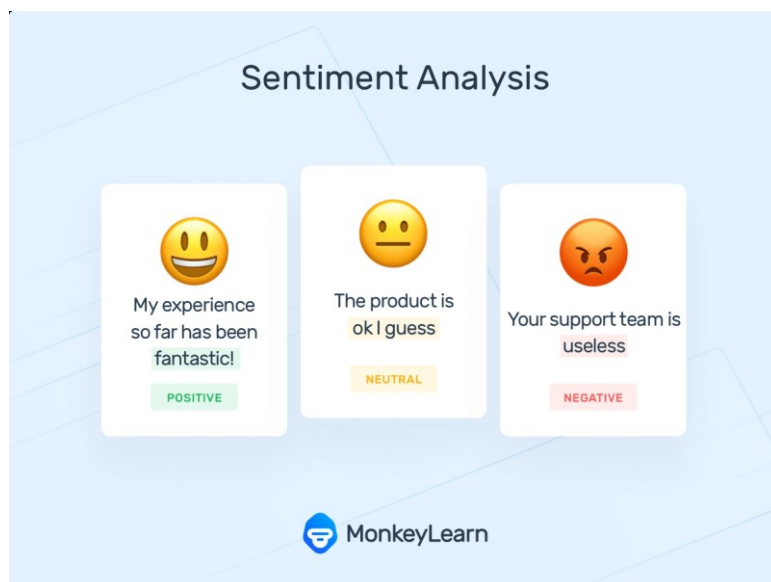 Sentiment Analysis
My experience
so far has been
fantastic!
POSITIVE
The product is
ok I guess
NEUTRAL
Your support team is
useless
NEGATIVE
MonkeyLearn